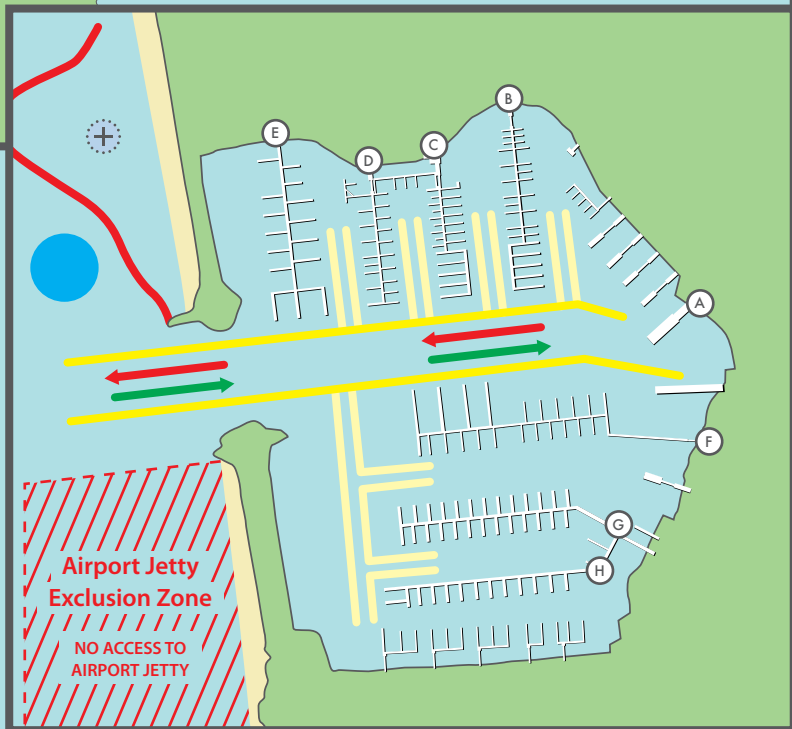 B
E
C
D
A
F
G
H
Airport Jetty
Exclusion Zone
NO ACCESS TO
AIRPORT JETTY